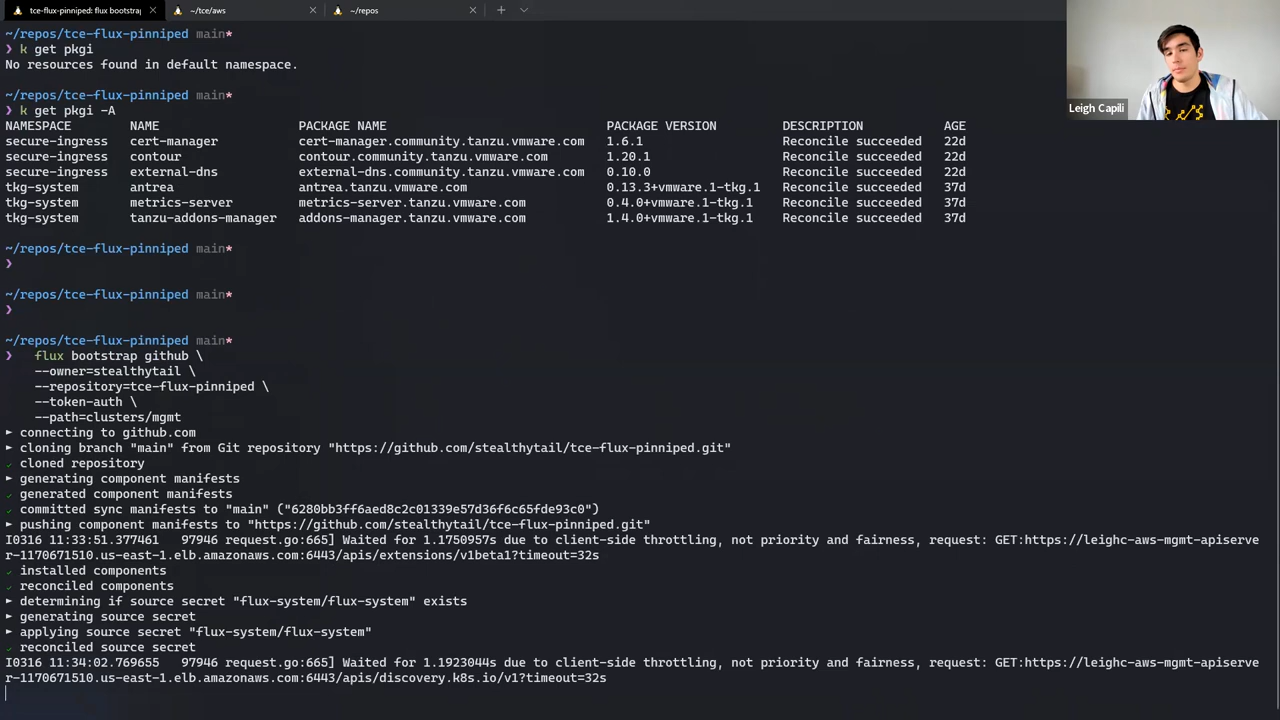 tce-flux-pinniped: flux bootstrap
~/tce/aws
~/repos
~/repos/tce-flux-pinniped main*
❯ k get pkgi
No resources found in default namespace.
~/repos/tce-flux-pinniped main*
❯ k get pkgi -A
NAMESPACE NAME PACKAGE NAME PACKAGE VERSION DESCRIPTION AGE
secure-ingress cert-manager cert-manager.community.tanzu.vmware.com 1.6.1 Reconcile succeeded 22d
secure-ingress contour contour.community.tanzu.vmware.com 1.20.1 Reconcile succeeded 22d
secure-ingress external-dns external-dns.community.tanzu.vmware.com 0.10.0 Reconcile succeeded 22d
tkg-system antrea antrea.tanzu.vmware.com 0.13.3+vmware.1-tkg.1 Reconcile succeeded 37d
tkg-system metrics-server metrics-server.tanzu.vmware.com 0.4.0+vmware.1-tkg.1 Reconcile succeeded 37d
tkg-system tanzu-addons-manager addons-manager.tanzu.vmware.com 1.4.0+vmware.1-tkg.1 Reconcile succeeded 37d
~/repos/tce-flux-pinniped main*
❯
~/repos/tce-flux-pinniped main*
❯
~/repos/tce-flux-pinniped main*
❯ flux bootstrap github \
--owner=stealthytail \
--repository=tce-flux-pinniped \
--token-auth \
--path=clusters/mgmt
► connecting to github.com
► cloning branch "main" from Git repository "https://github.com/stealthytail/tce-flux-pinniped.git"
✓ cloned repository
► generating component manifests
✓ generated component manifests
✓ committed sync manifests to "main" ("6280bb3ff6aed8c2c01339e57d36f6c65fde93c0")
► pushing component manifests to "https://github.com/stealthytail/tce-flux-pinniped.git"
I0316 11:33:51.377461 97946 request.go:665] Waited for 1.1750957s due to client-side throttling, not priority and fairness, request: GET:https://leighc-aws-mgmt-apiserve
r-1170671510.us-east-1.elb.amazonaws.com:6443/apis/extensions/v1beta1?timeout=32s
✓ installed components
✓ reconciled components
► determining if source secret "flux-system/flux-system" exists
► generating source secret
► applying source secret "flux-system/flux-system"
✓ reconciled source secret
I0316 11:34:02.769655 97946 request.go:665] Waited for 1.1923044s due to client-side throttling, not priority and fairness, request: GET:https://leighc-aws-mgmt-apiserve
r-1170671510.us-east-1.elb.amazonaws.com:6443/apis/discovery.k8s.io/v1?timeout=32s
Leigh Capili